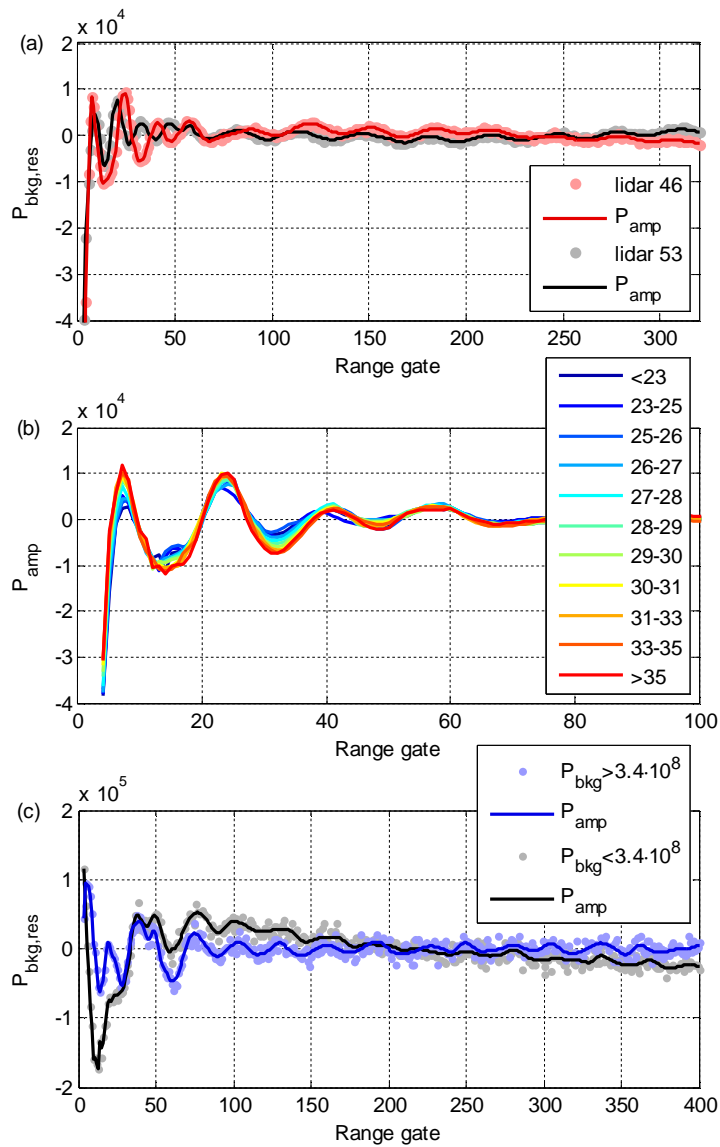 (a)
x 10^4
2
1
0
-1
-2
-3
-4
P_bkg,res
0 50 100 150 200 250 300
Range gate
lidar 46
P_amp
lidar 53
P_amp
(b)
x 10^4
2
1
0
-1
-2
-3
-4
P_amp
0 20 40 60 80 100
Range gate
<23
23-25
25-26
26-27
27-28
28-29
29-30
30-31
31-33
33-35
>35
(c)
x 10^5
2
1
0
-1
-2
P_bkg,res
0 50 100 150 200 250 300 350 400
Range gate
P_bkg>3.4·10^8
P_amp
P_bkg<3.4·10^8
P_amp